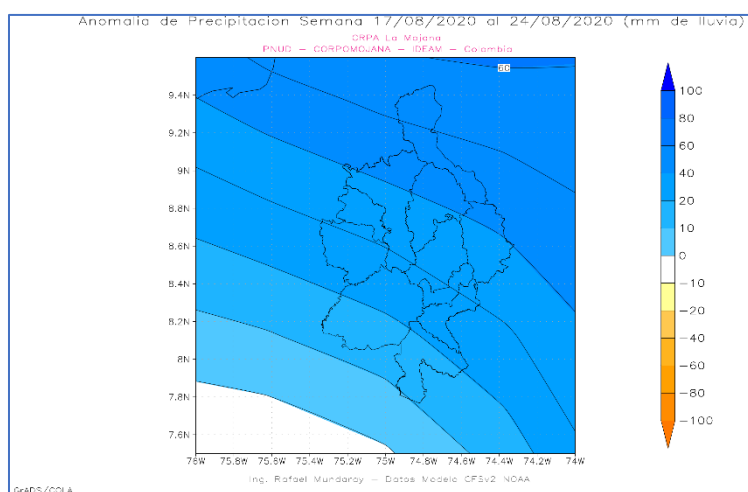 Anomalia de Precipitacion Semana 17/08/2020 al 24/08/2020 (mm de lluvia)
CRPA La Mojana
PNUD - CORPOMOJANA - IDEAM - Colombia
60
9.4N
9.2N
9N
8.8N
8.6N
8.4N
8.2N
8N
7.8N
7.6N
76W 75.8W 75.6W 75.4W 75.2W 75W 74.8W 74.6W 74.4W 74.2W 74W
100
80
60
40
20
0
-10
-20
-40
-60
-80
-100
Ing. Rafael Mundaray - Datos Modelo CFSv2 NOAA
GrADS/COLA